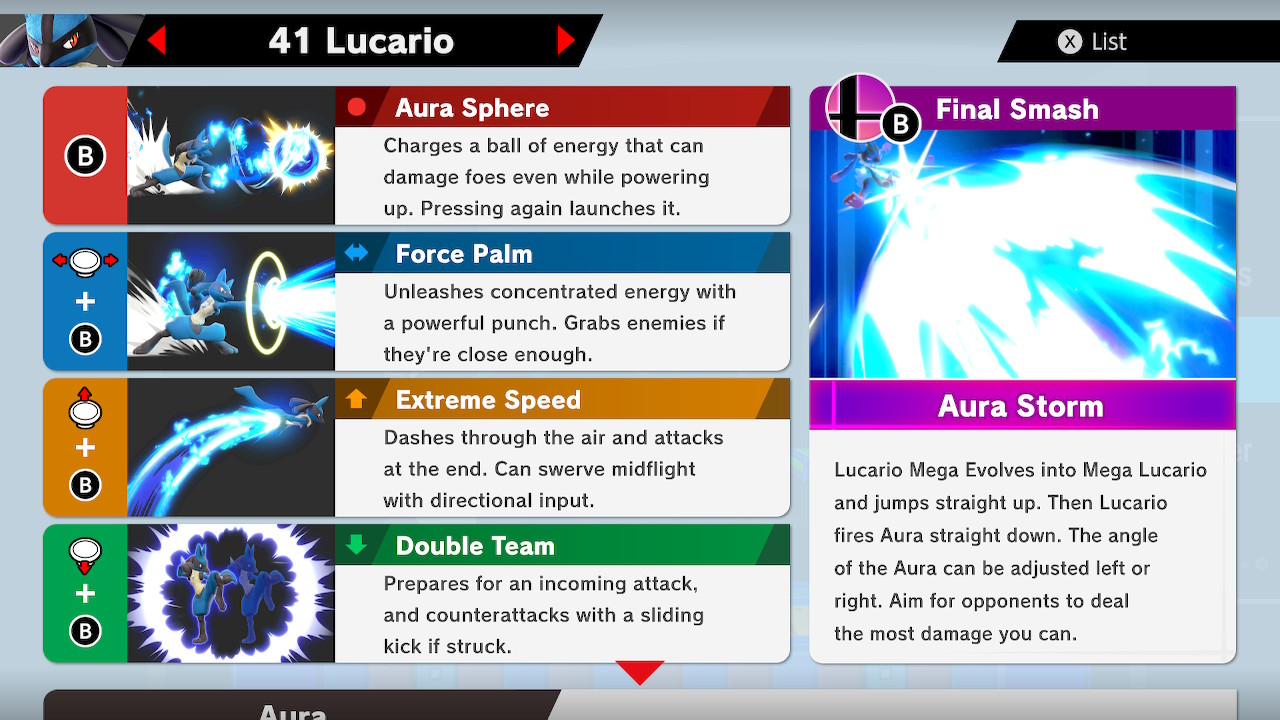 41 Lucario
X List
B
Aura Sphere
Charges a ball of energy that can
damage foes even while powering
up. Pressing again launches it.
+
B
Force Palm
Unleashes concentrated energy with
a powerful punch. Grabs enemies if
they're close enough.
+
B
Extreme Speed
Dashes through the air and attacks
at the end. Can swerve midflight
with directional input.
+
B
Double Team
Prepares for an incoming attack,
and counterattacks with a sliding
kick if struck.
B
Final Smash
Aura Storm
Lucario Mega Evolves into Mega Lucario
and jumps straight up. Then Lucario
fires Aura straight down. The angle
of the Aura can be adjusted left or
right. Aim for opponents to deal
the most damage you can.
Aura